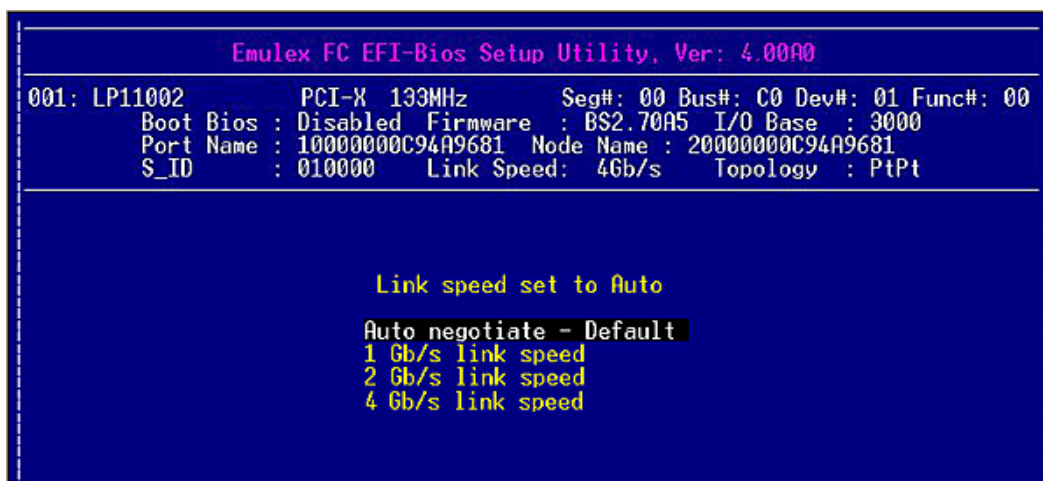 Emulex FC EFI-Bios Setup Utility, Ver: 4.00A0
001: LP11002 PCI-X 133MHz Seg#: 00 Bus#: C0 Dev#: 01 Func#: 00
Boot Bios : Disabled Firmware : BS2.70A5 I/O Base : 3000
Port Name : 10000000C94A9681 Node Name : 20000000C94A9681
S_ID : 010000 Link Speed: 4Gb/s Topology : PtPt
Link speed set to Auto
Auto negotiate - Default
1 Gb/s link speed
2 Gb/s link speed
4 Gb/s link speed